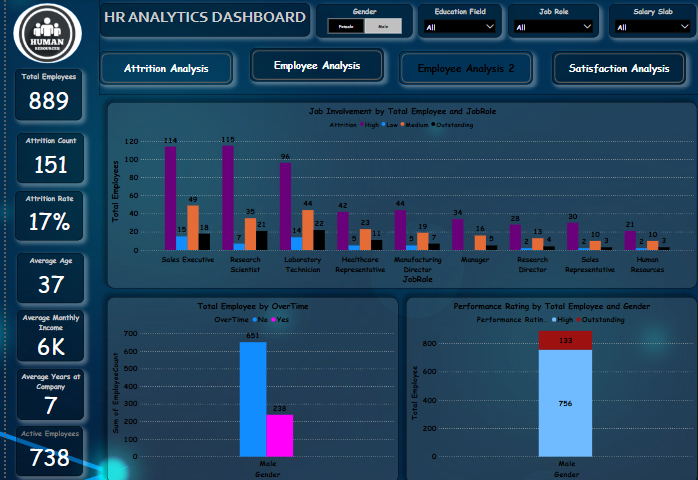 HR ANALYTICS DASHBOARD
Gender
Female Male
Education Field
All
Job Role
All
Salary Slab
All
HUMAN
RESOURCES
Attrition Analysis
Employee Analysis
Employee Analysis 2
Satisfaction Analysis
Total Employees
889
Attrition Count
151
Attrition Rate
17%
Average Age
37
Average Monthly
Income
6K
Average Years at
Company
7
Active Employees
738
Job Involvement by Total Employee and JobRole
Attrition High Low Medium Outstanding
Total Employees
120
100
80
60
40
20
0
114 15 49 18
115 7 35 21
96 14 44 22
42 5 23 11
44 5 19 7
34 16 5
28 2 13 4
30 2 10 3
21 2 10 3
Sales Executive
Research
Scientist
Laboratory
Technician
Healthcare
Representative
Manufacturing
Director
Manager
Research
Director
Sales
Representative
Human
Resources
JobRole
Total Employee by OverTime
OverTime No Yes
Sum of EmployeeCount
700
600
500
400
300
200
100
0
651
238
Male
Gender
Performance Rating by Total Employee and Gender
Performance Ratin... High Outstanding
Total Employee
800
600
400
200
0
133
756
Male
Gender